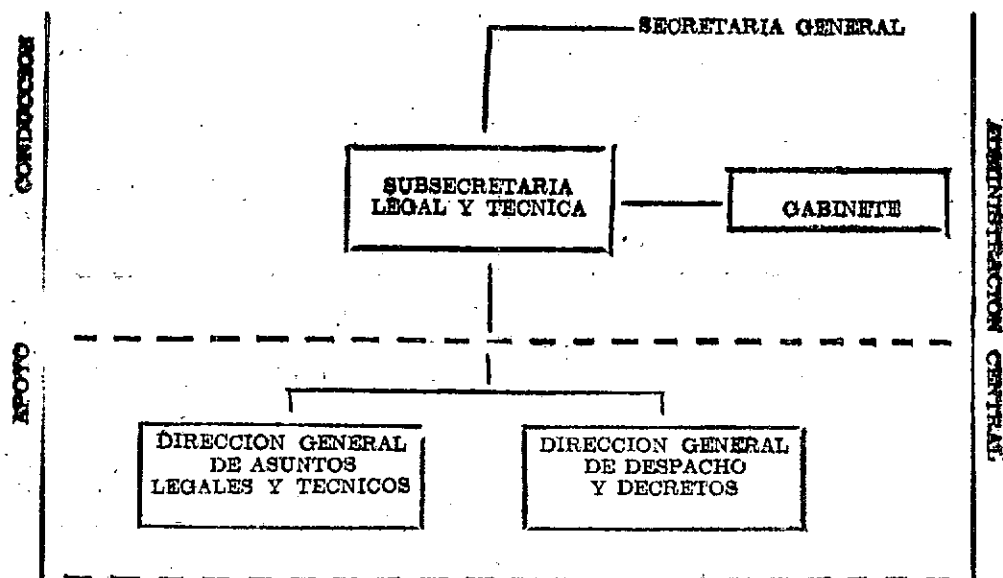 SECRETARIA GENERAL
CONDUCCION
SUBSECRETARIA
LEGAL Y TECNICA
GABINETE
ADMINISTRACION CENTRAL
APOYO
DIRECCION GENERAL
DE ASUNTOS
LEGALES Y TECNICOS
DIRECCION GENERAL
DE DESPACHO
Y DECRETOS